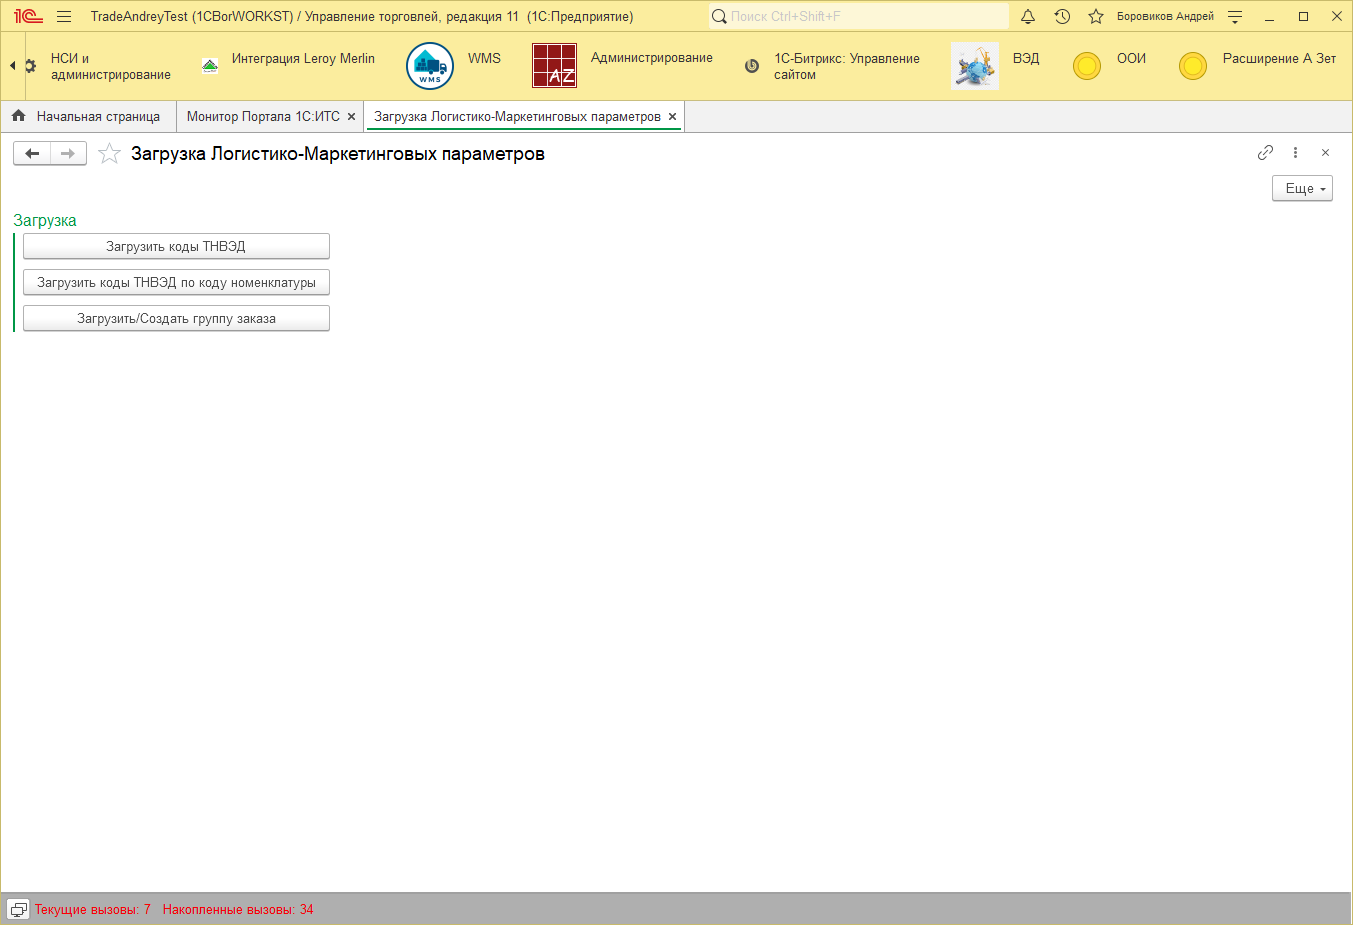 1С TradeAndreyTest (1CBorWORKST) / Управление торговлей, редакция 11 (1С:Предприятие) Поиск Ctrl+Shift+F Боровиков Андрей
НСИ и администрирование
Интеграция Leroy Merlin
WMS
WMS
AZ
Администрирование
1С-Битрикс: Управление сайтом
ВЭД
ООИ
Расширение А Зет
Начальная страница Монитор Портала 1С:ИТС × Загрузка Логистико-Маркетинговых параметров ×
Загрузка Логистико-Маркетинговых параметров
Еще
Загрузка
Загрузить коды ТНВЭД
Загрузить коды ТНВЭД по коду номенклатуры
Загрузить/Создать группу заказа
Текущие вызовы: 7 Накопленные вызовы: 34